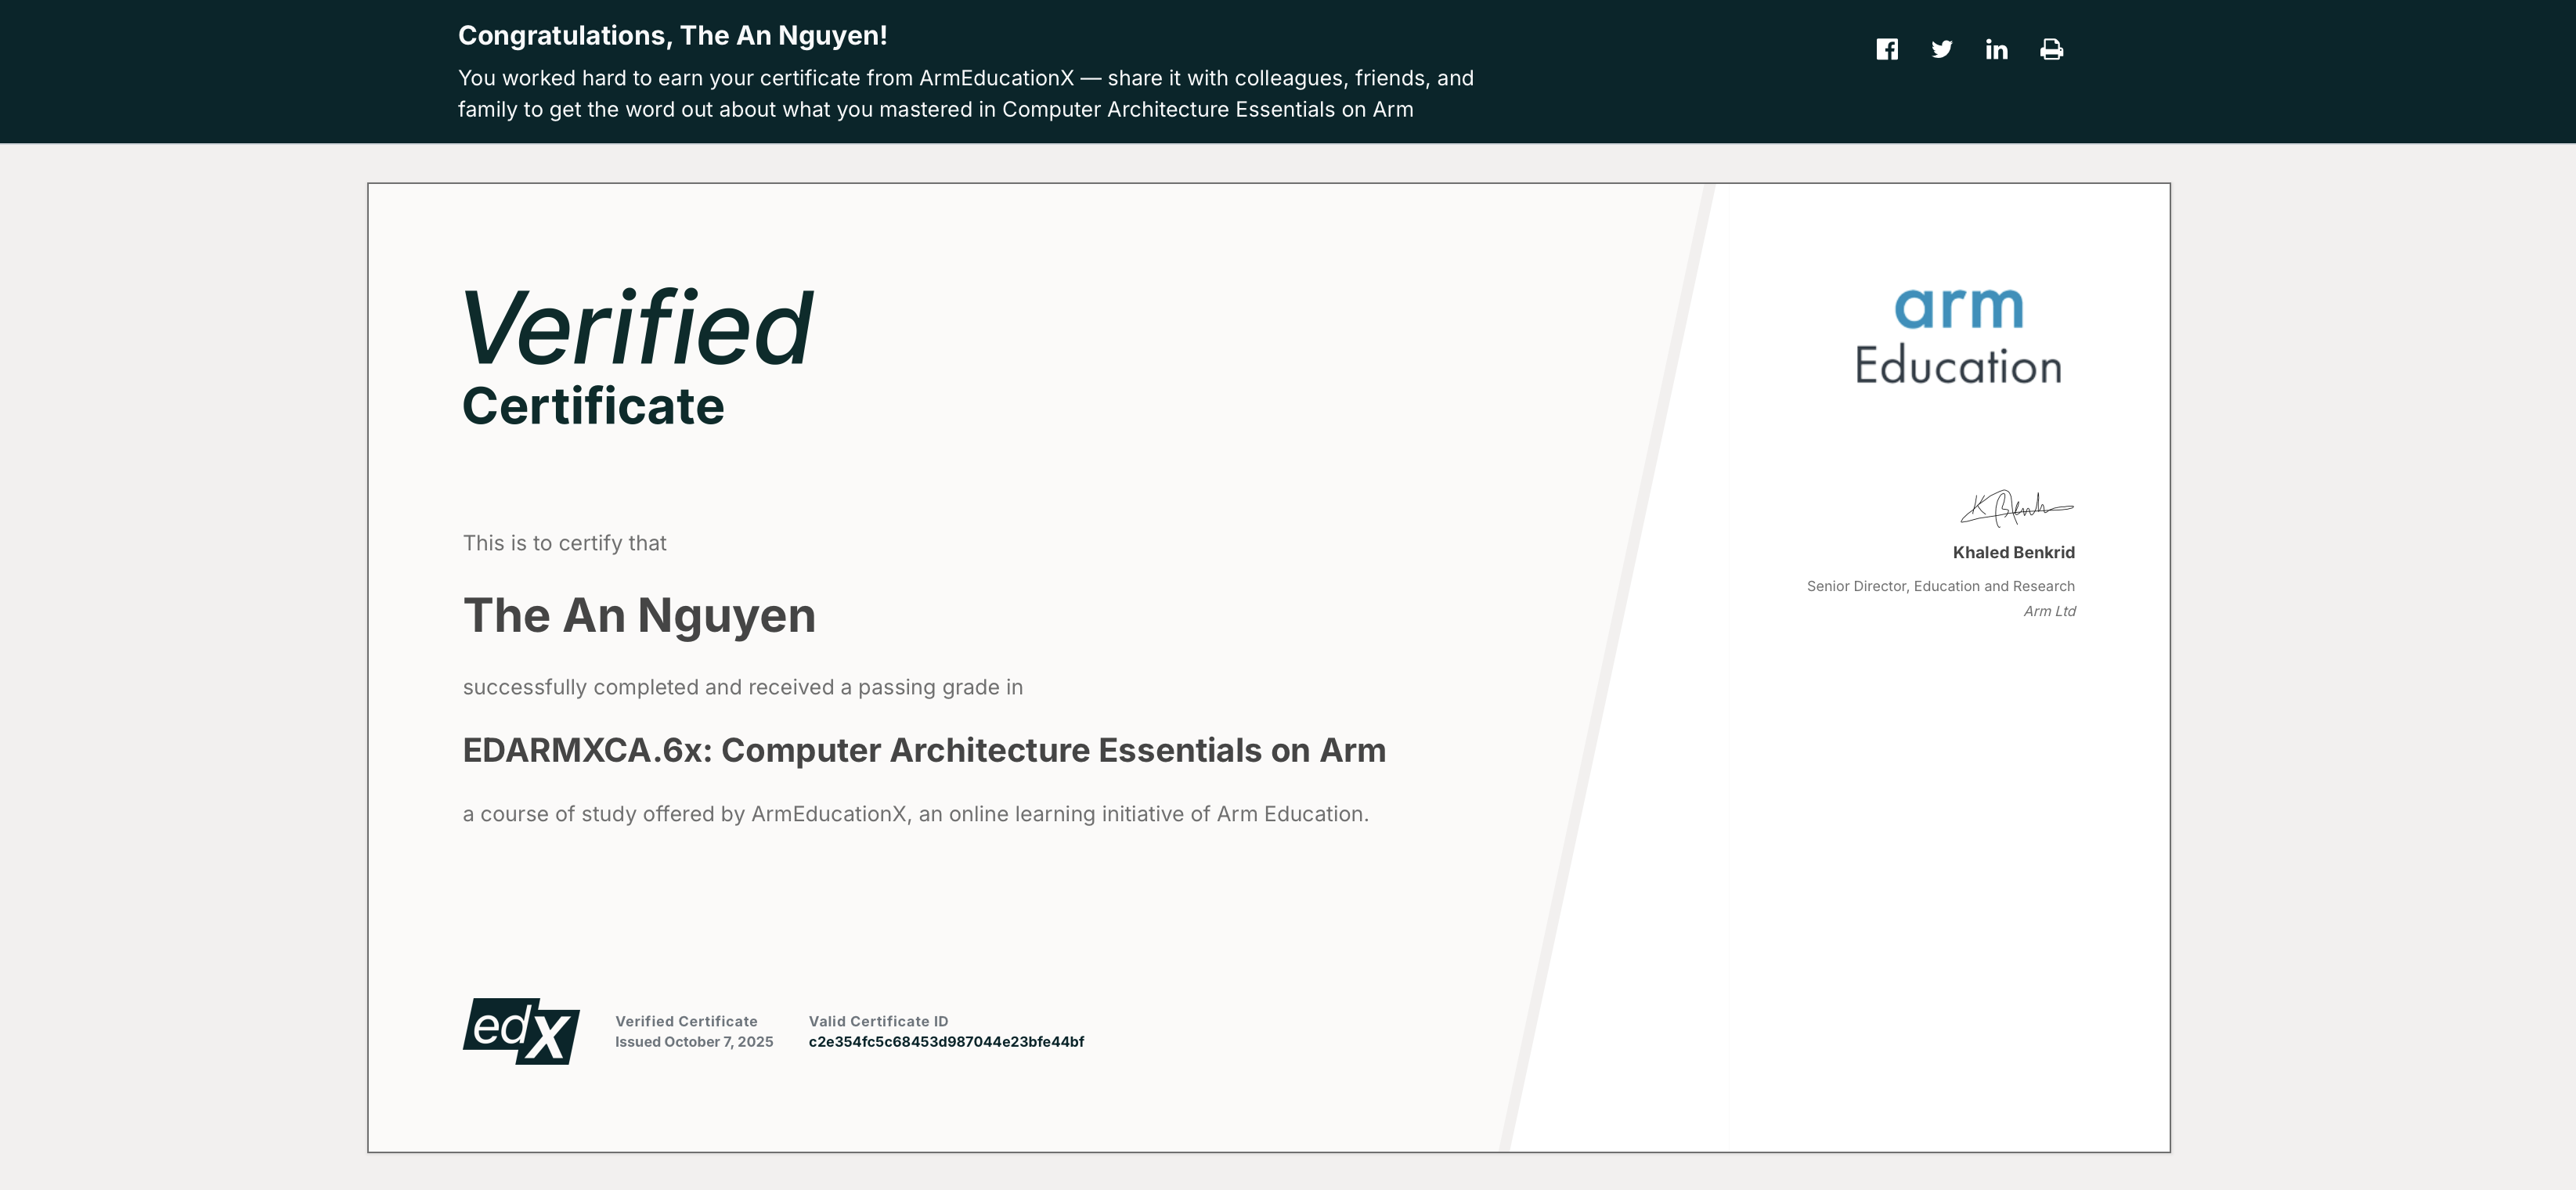 Congratulations, The An Nguyen!
You worked hard to earn your certificate from ArmEducationX — share it with colleagues, friends, and
family to get the word out about what you mastered in Computer Architecture Essentials on Arm
Verified
Certificate
This is to certify that
The An Nguyen
successfully completed and received a passing grade in
EDARMXCA.6x: Computer Architecture Essentials on Arm
a course of study offered by ArmEducationX, an online learning initiative of Arm Education.
edX
Verified Certificate
Issued October 7, 2025
Valid Certificate ID
c2e354fc5c68453d987044e23bfe44bf
arm
Education
K Benk
Khaled Benkrid
Senior Director, Education and Research
Arm Ltd